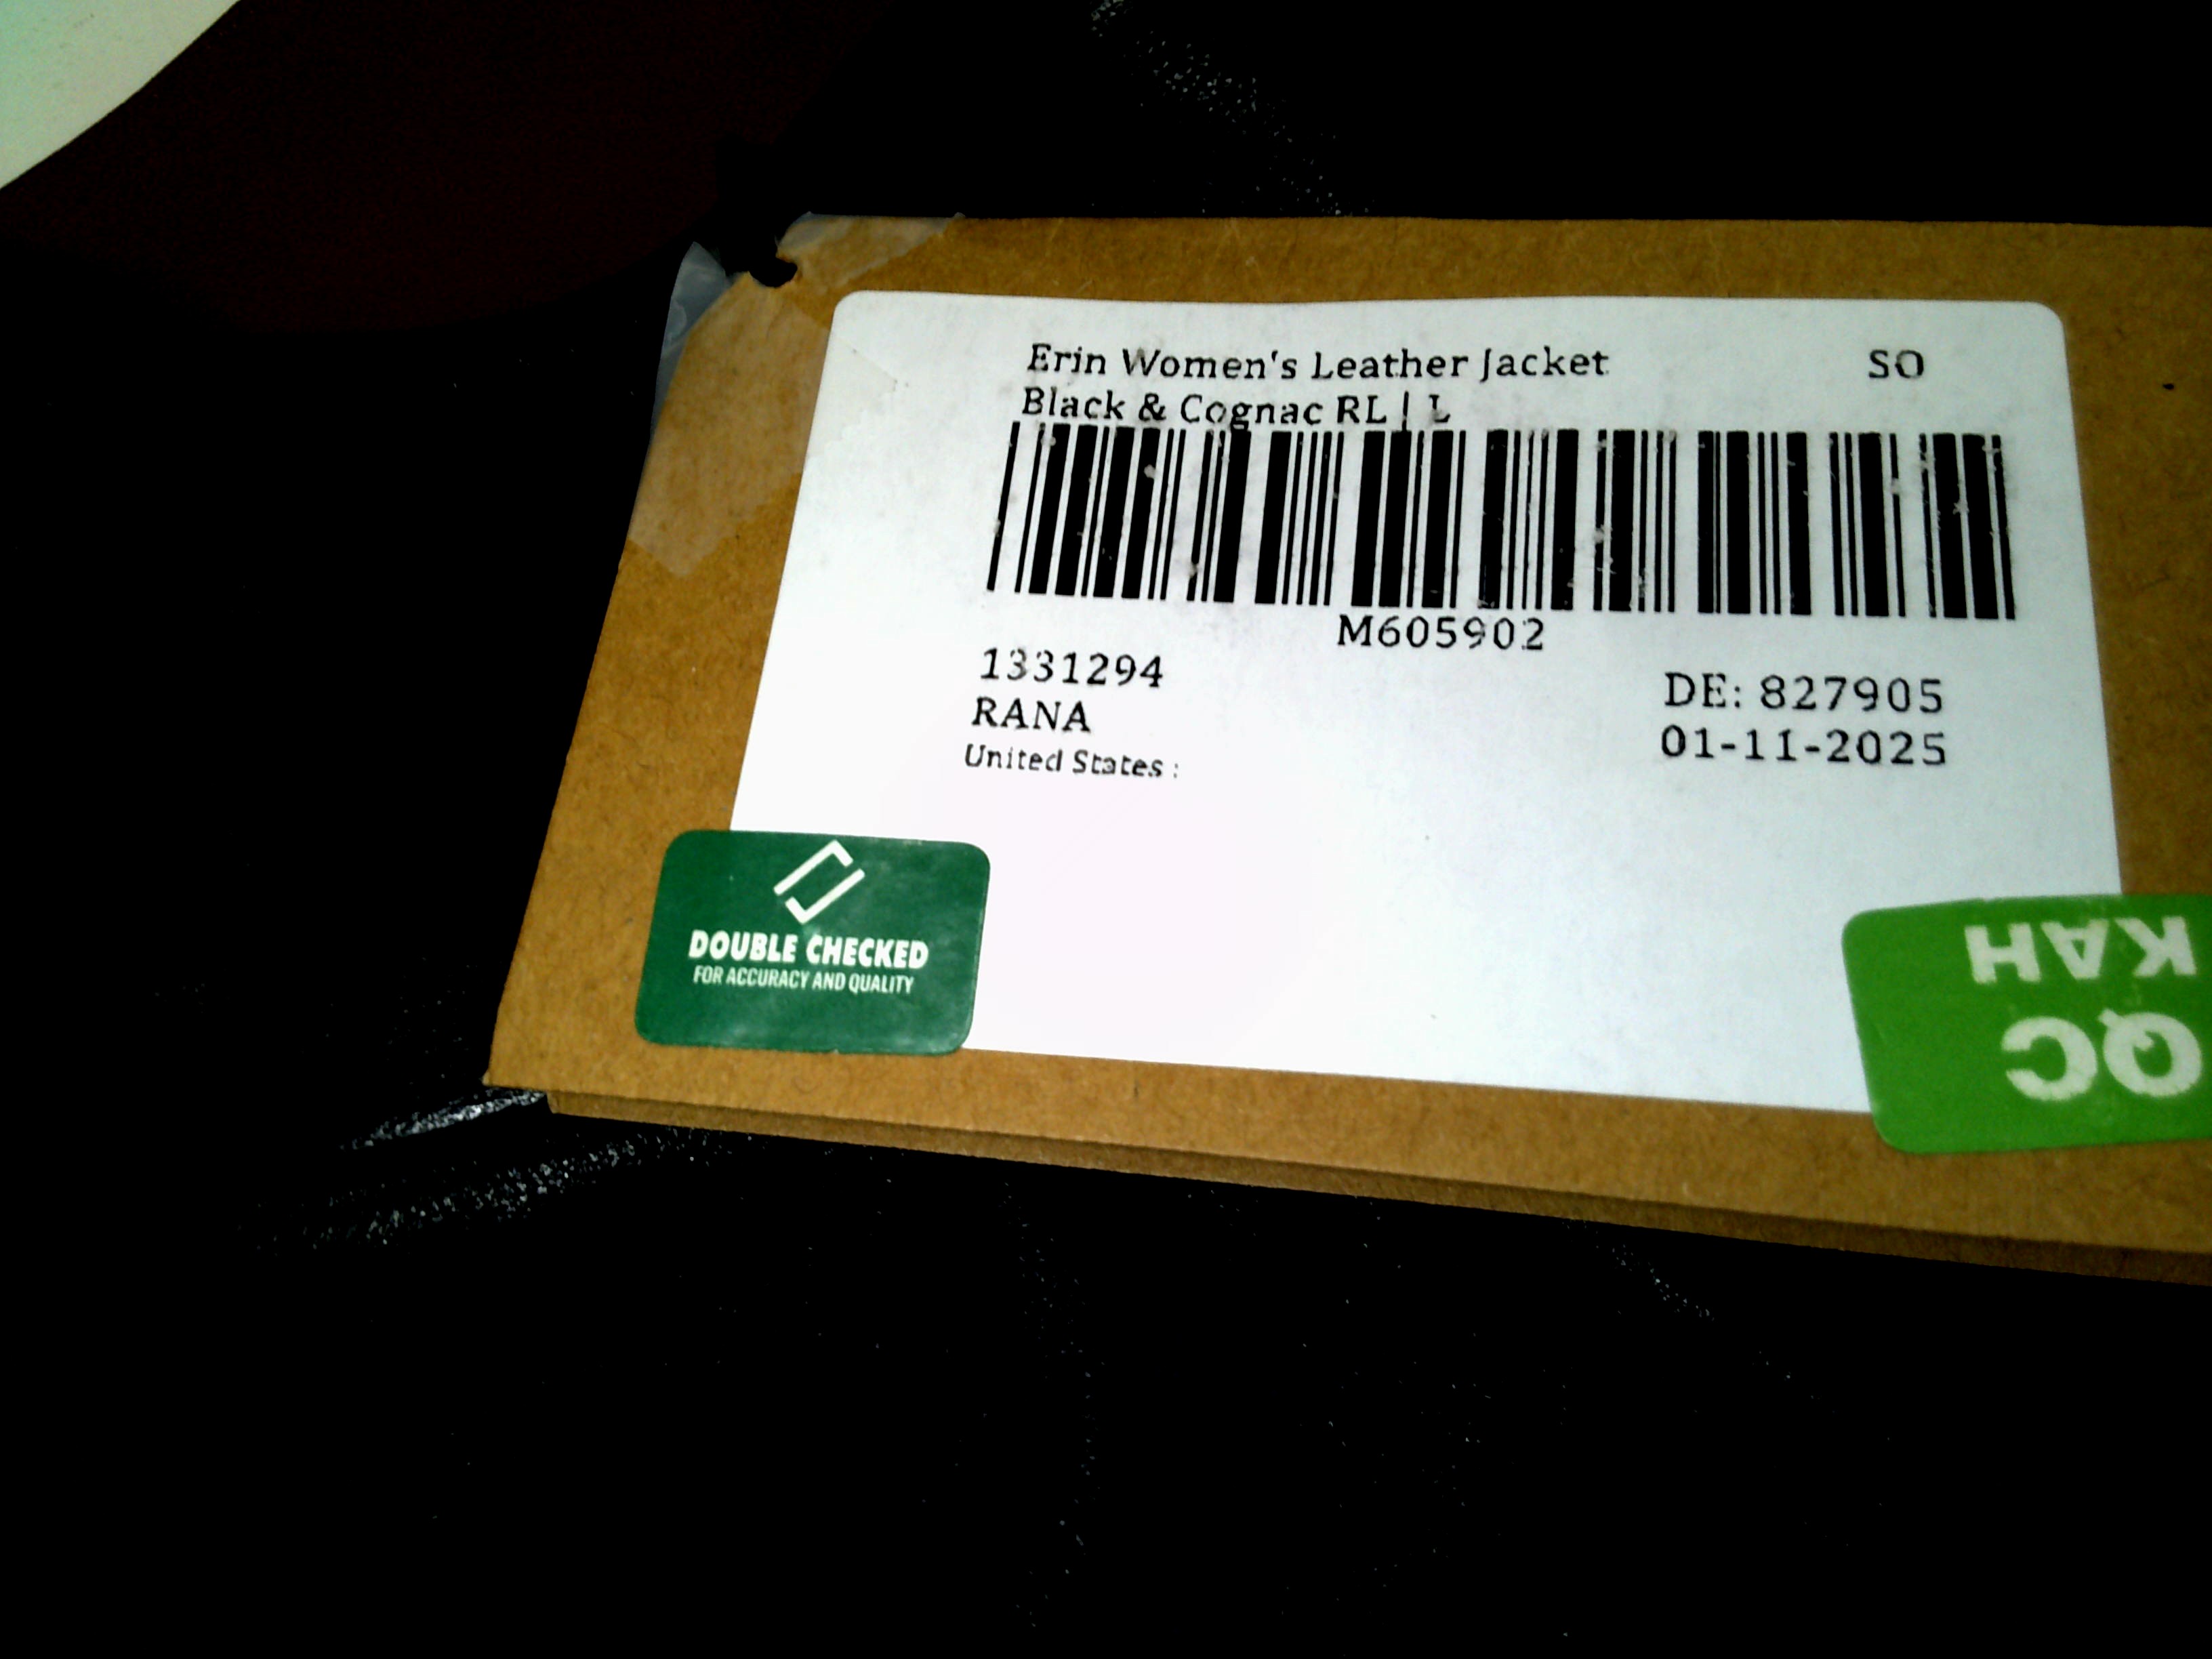 Erin Women's Leather Jacket SO
Black & Cognac RL | L
M605902
1331294
RANA
United States :
DE: 827905
01-11-2025
DOUBLE CHECKED
FOR ACCURACY AND QUALITY
QC
KAH